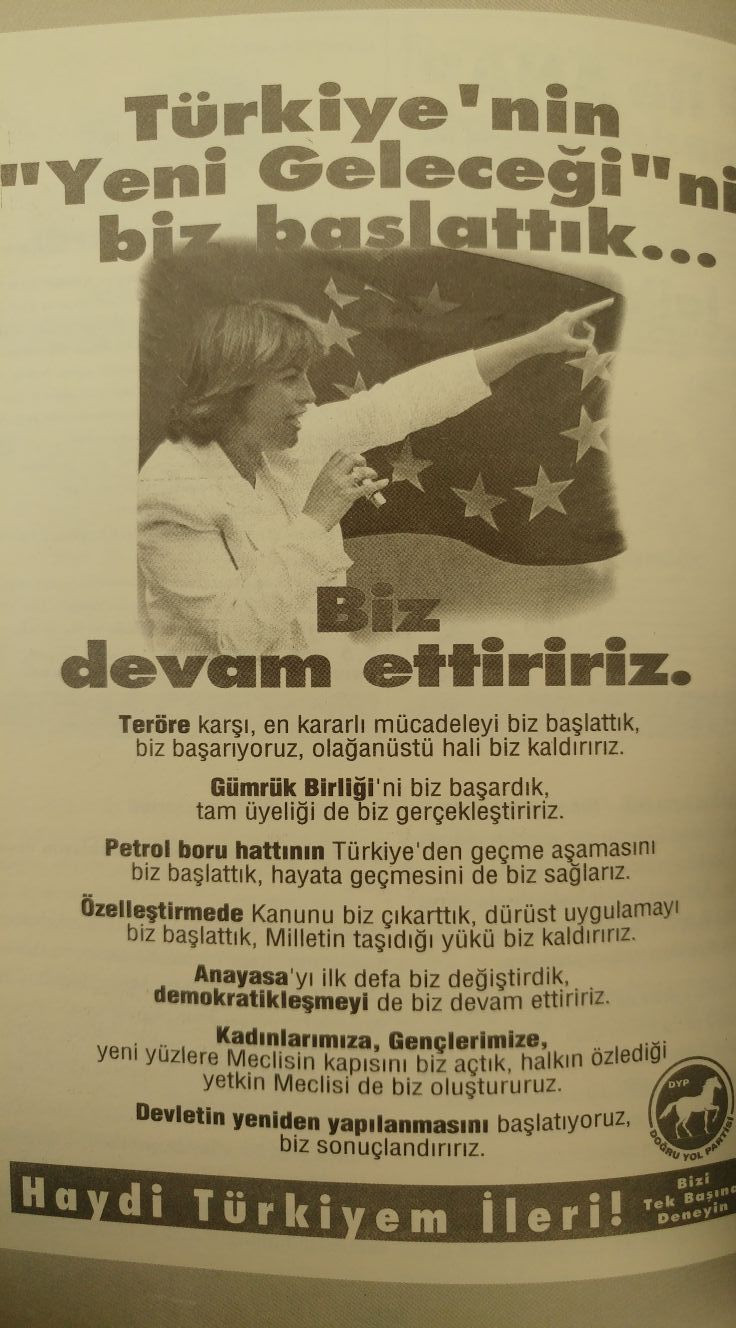 Türkiye'nin
"Yeni Geleceği"ni
biz başlattık...
Biz
devam ettiririz.
Teröre karşı, en kararlı mücadeleyi biz başlattık,
biz başarıyoruz, olağanüstü hali biz kaldırırız.
Gümrük Birliği'ni biz başardık,
tam üyeliği de biz gerçekleştiririz.
Petrol boru hattının Türkiye'den geçme aşamasını
biz başlattık, hayata geçmesini de biz sağlarız.
Özelleştirmede Kanunu biz çıkarttık, dürüst uygulamayı
biz başlattık, Milletin taşıdığı yükü biz kaldırırız.
Anayasa'yı ilk defa biz değiştirdik,
demokratikleşmeyi de biz devam ettiririz.
Kadınlarımıza, Gençlerimize,
yeni yüzlere Meclisin kapısını biz açtık, halkın özlediği
yetkin Meclisi de biz oluştururuz.
Devletin yeniden yapılanmasını başlatıyoruz,
biz sonuçlandırırız.
DYP
DOĞRU YOL PARTİSİ
Haydi Türkiyem İleri!
Bizi
Tek Başına
Deneyin